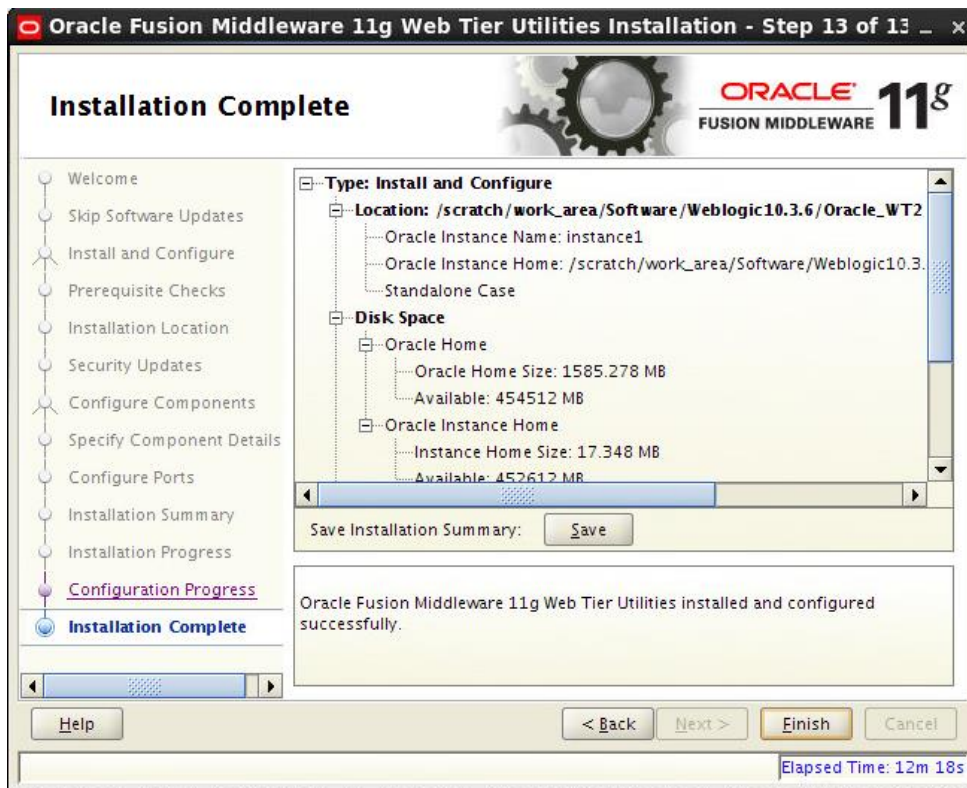 Oracle Fusion Middleware 11g Web Tier Utilities Installation - Step 13 of 13
Installation Complete
ORACLE
FUSION MIDDLEWARE
11g
Welcome
Skip Software Updates
Install and Configure
Prerequisite Checks
Installation Location
Security Updates
Configure Components
Specify Component Details
Configure Ports
Installation Summary
Installation Progress
Configuration Progress
Installation Complete
Type: Install and Configure
Location: /scratch/work_area/Software/Weblogic10.3.6/Oracle_WT2
Oracle Instance Name: instance1
Oracle Instance Home: /scratch/work_area/Software/Weblogic10.3.
Standalone Case
Disk Space
Oracle Home
Oracle Home Size: 1585.278 MB
Available: 454512 MB
Oracle Instance Home
Instance Home Size: 17.348 MB
Available: 452612 MB
Save Installation Summary: Save
Oracle Fusion Middleware 11g Web Tier Utilities installed and configured
successfully.
Help < Back Next > Finish Cancel
Elapsed Time: 12m 18s